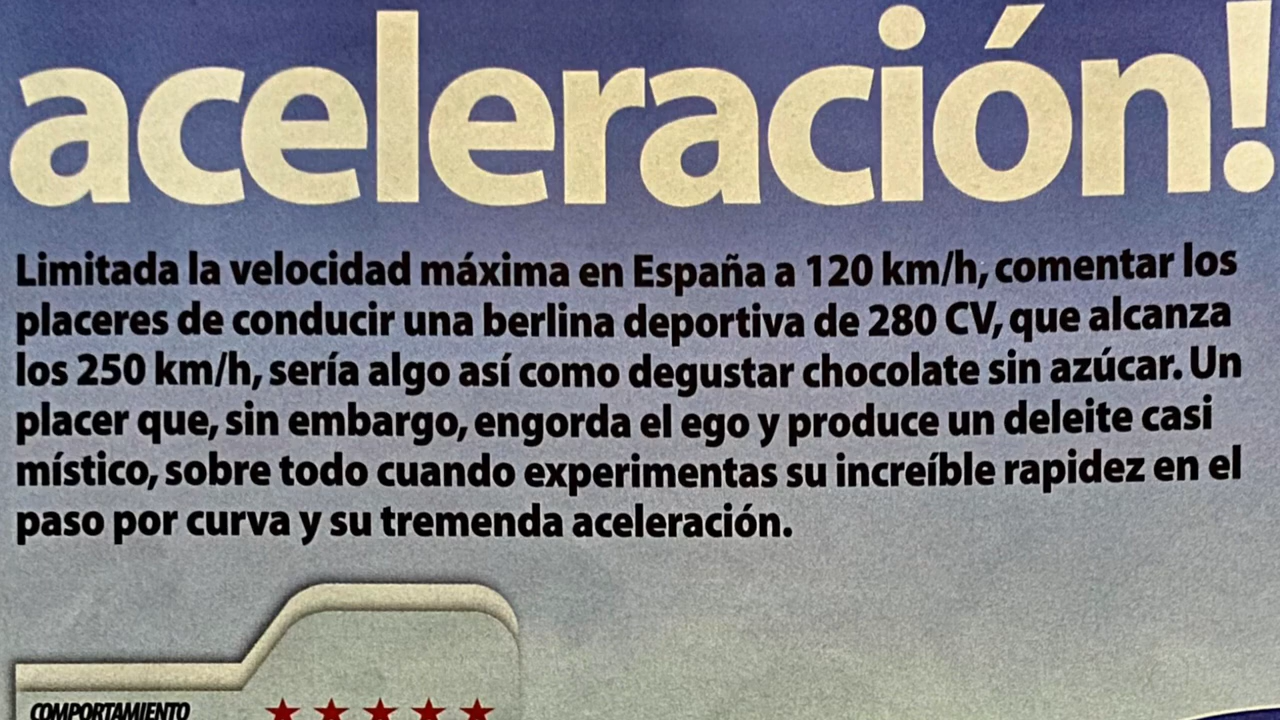 aceleración!
Limitada la velocidad máxima en España a 120 km/h, comentar los
placeres de conducir una berlina deportiva de 280 CV, que alcanza
los 250 km/h, sería algo así como degustar chocolate sin azúcar. Un
placer que, sin embargo, engorda el ego y produce un deleite casi
místico, sobre todo cuando experimentas su increíble rapidez en el
paso por curva y su tremenda aceleración.
COMPORTAMIENTO ★★★★★